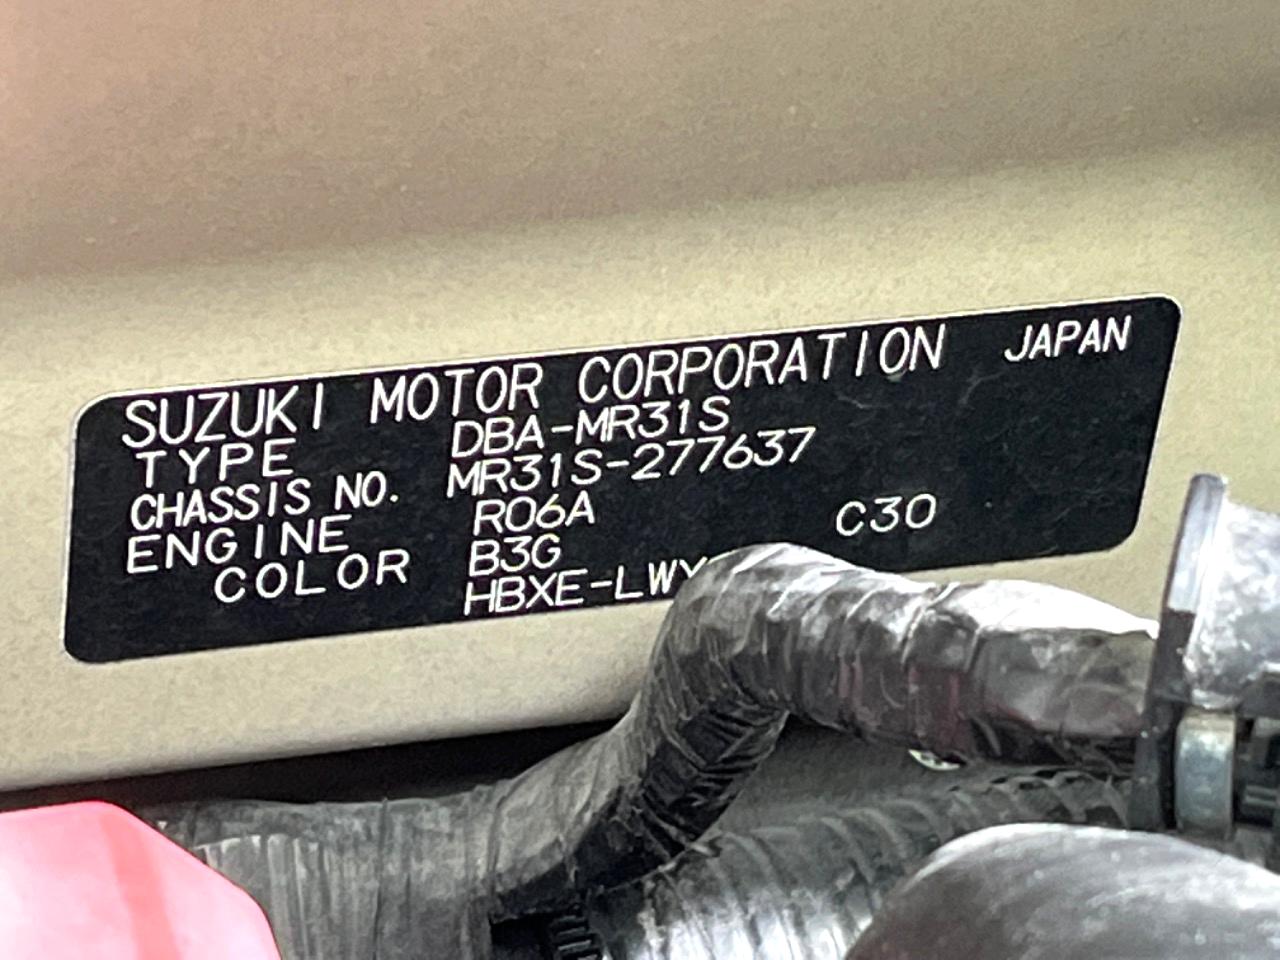 SUZUKI MOTOR CORPORATION JAPAN
TYPE DBA-MR31S
CHASSIS NO. MR31S-277637
ENGINE R06A
COLOR B3G C30